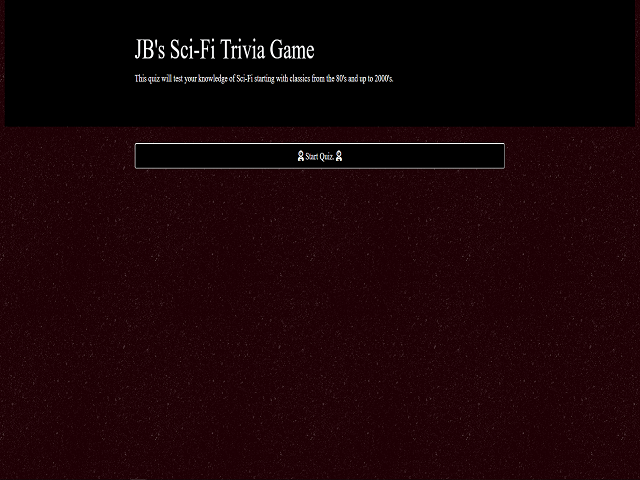 JB's Sci-Fi Trivia Game
This quiz will test your knowledge of Sci-Fi starting with classics from the 80's and up to 2000's.
Start Quiz.